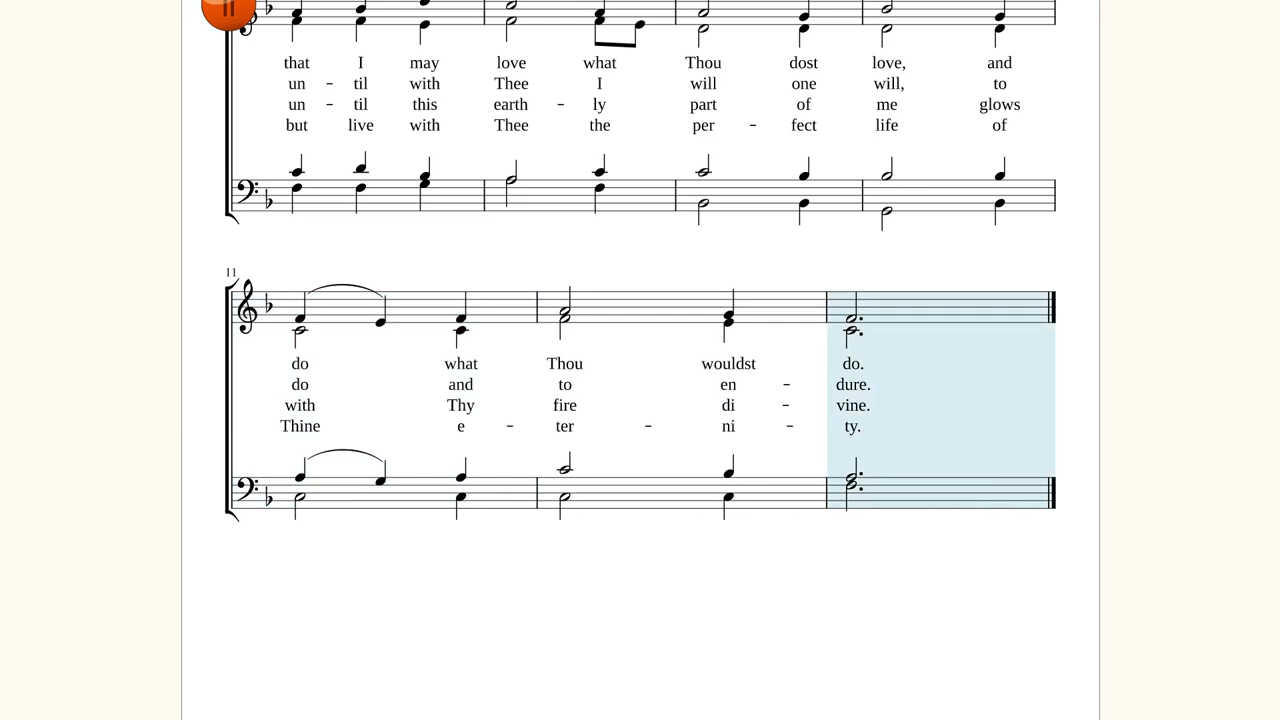 that I may love what Thou dost love, and
un - til with Thee I will one will, to
un - til this earth - ly part of me glows
but live with Thee the per - fect life of
11
do what Thou wouldst do.
do and to en - dure.
with Thy fire di - vine.
Thine e - ter - ni - ty.